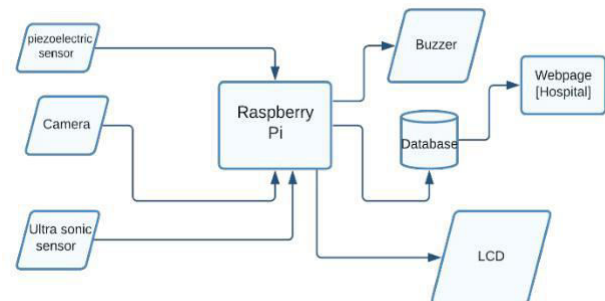 piezoelectric
sensor
Buzzer
Webpage
[Hospital]
Raspberry
Pi
Camera
Database
Ultra sonic
sensor
LCD